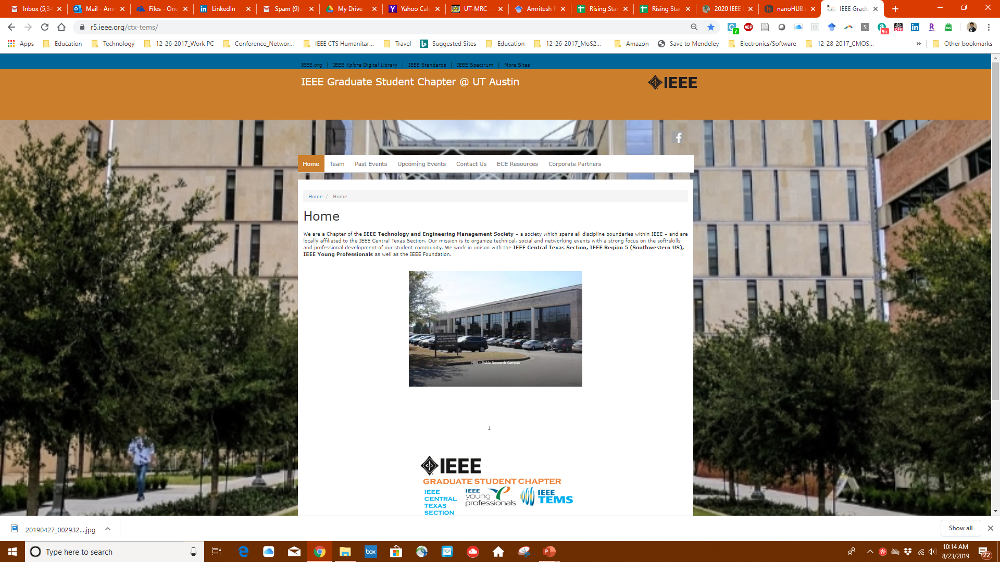 Inbox (5,3
Mail - Amr
Files - One
LinkedIn
Spam (9) -
My Drive -
Yahoo Cale
UT-MRC -
Amritesh R
Rising Star
Rising Star
2020 IEEE
nanoHUB.
IEEE Gradu
r5.ieee.org/ctx-tems/
Apps
Education
Technology
12-26-2017_Work PC
Conference_Networ...
IEEE CTS Humanitar...
Travel
Suggested Sites
Education
12-26-2017_MoS2...
Amazon
Save to Mendeley
Electronics/Software
12-28-2017_CMOS...
»
Other bookmarks
IEEE.org | IEEE Xplore Digital Library | IEEE Standards | IEEE Spectrum | More Sites
IEEE Graduate Student Chapter @ UT Austin
IEEE
Home
Team
Past Events
Upcoming Events
Contact Us
ECE Resources
Corporate Partners
Home / Home
Home
We are a Chapter of the IEEE Technology and Engineering Management Society – a society which spans all discipline boundaries within IEEE – and are
locally affiliated to the IEEE Central Texas Section. Our mission is to organize technical, social and networking events with a strong focus on the soft-skills
and professional development of our student community. We work in unison with the IEEE Central Texas Section, IEEE Region 5 (Southwestern US),
IEEE Young Professionals as well as the IEEE Foundation.
MER - Pickle Research Campus
1
IEEE
GRADUATE STUDENT CHAPTER
IEEE
CENTRAL
TEXAS
SECTION
IEEE
young
professionals
IEEE
TEMS
20190427_002932....jpg
Show all
Type here to search
box
10:14 AM
8/23/2019
22